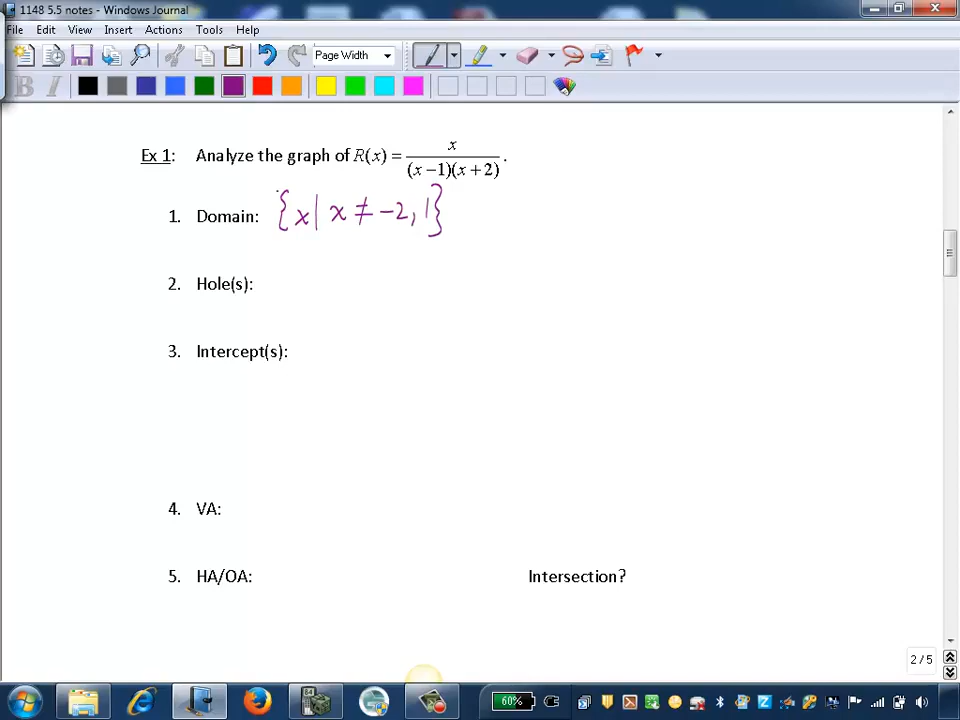 1148 5.5 notes - Windows Journal
File Edit View Insert Actions Tools Help
Page Width
B I
Ex 1: Analyze the graph of R(x) = x / (x−1)(x+2) .
1. Domain: {x | x ≠ −2, 1}
2. Hole(s):
3. Intercept(s):
4. VA:
5. HA/OA: Intersection?
2 / 5
60%